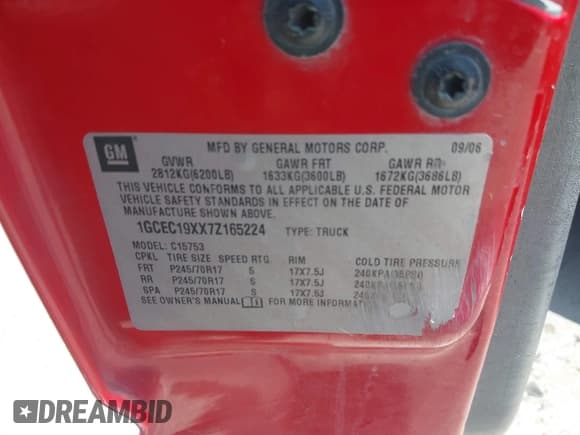 GM
MFD BY GENERAL MOTORS CORP. 09/06
GVWR GAWR FRT GAWR RR
2812KG(6200LB) 1633KG(3600LB) 1672KG(3686LB)
THIS VEHICLE CONFORMS TO ALL APPLICABLE U.S. FEDERAL MOTOR
VEHICLE SAFETY STANDARDS IN EFFECT ON THE DATE OF
MANUFACTURE SHOWN ABOVE.
1GCEC19XX7Z165224 TYPE: TRUCK
MODEL: C15753
CPKL TIRE SIZE SPEED RTG RIM COLD TIRE PRESSURE
FRT P245/70R17 S 17X7.5J 240KPA(35PSI)
RR P245/70R17 S 17X7.5J
SPA P245/70R17 S 17X7.5J
SEE OWNER'S MANUAL FOR MORE INFORMATION
DREAMBID